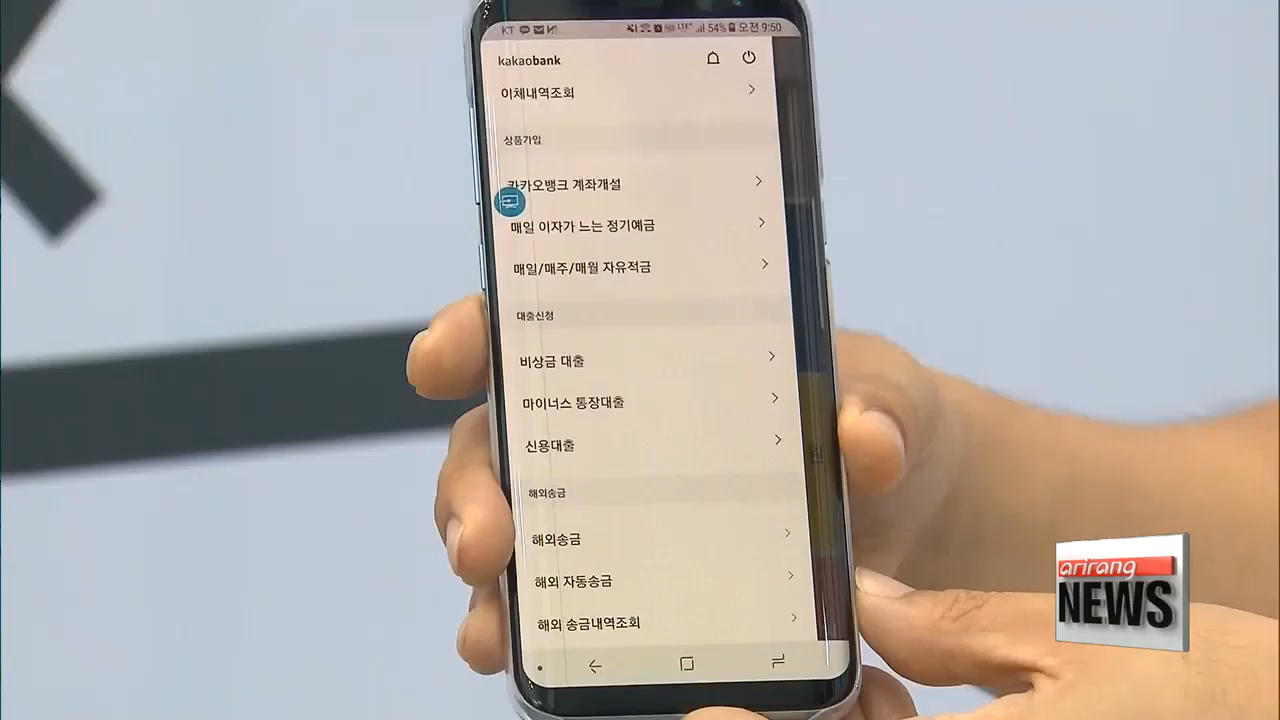 KT
54% 오전 9:50
kakaobank
이체내역조회
상품가입
카카오뱅크 계좌개설
매일 이자가 느는 정기예금
매일/매주/매월 자유적금
대출신청
비상금 대출
마이너스 통장대출
신용대출
해외송금
해외송금
해외 자동송금
해외 송금내역조회
arirang
NEWS